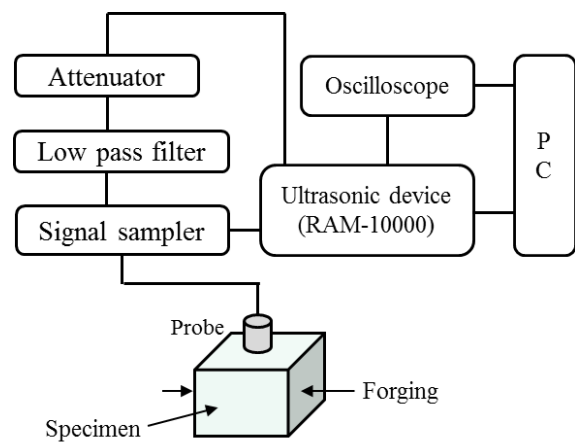 Attenuator
Oscilloscope
P
C
Low pass filter
Ultrasonic device
(RAM-10000)
Signal sampler
Probe
Forging
Specimen